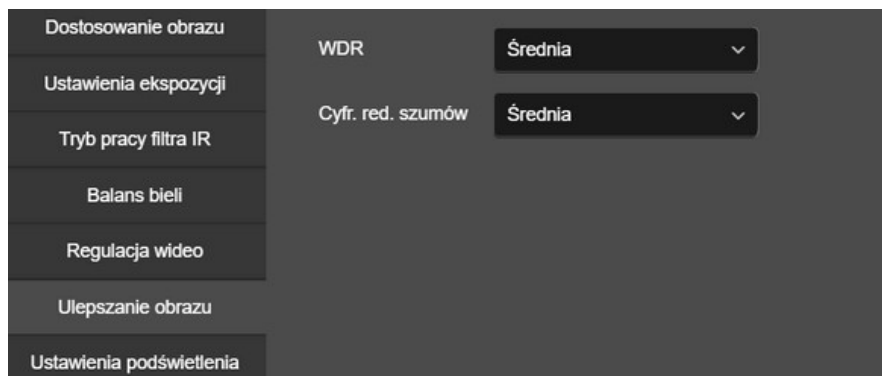 Dostosowanie obrazu
Ustawienia ekspozycji
Tryb pracy filtra IR
Balans bieli
Regulacja wideo
Ulepszanie obrazu
Ustawienia podświetlenia
WDR Średnia
Cyfr. red. szumów Średnia